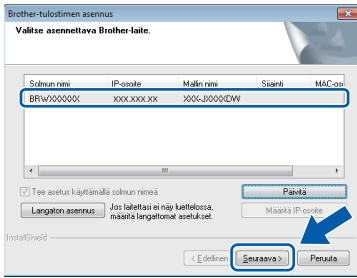 Brother-tulostimen asennus
Valitse asennettava Brother-laite.
Solmun nimi IP-osoite Mallin nimi Sijainti MAC-oso
BRWXXXXXX XXX.XXX.XX XXX-JXXXXDW
Tee asetus käyttämällä solmun nimeä
Päivitä
Langaton asennus
Jos laitettasi ei näy luettelossa,
määritä langattomat asetukset.
Määritä IP-osoite
InstallShield
< Edellinen Seuraava > Peruuta